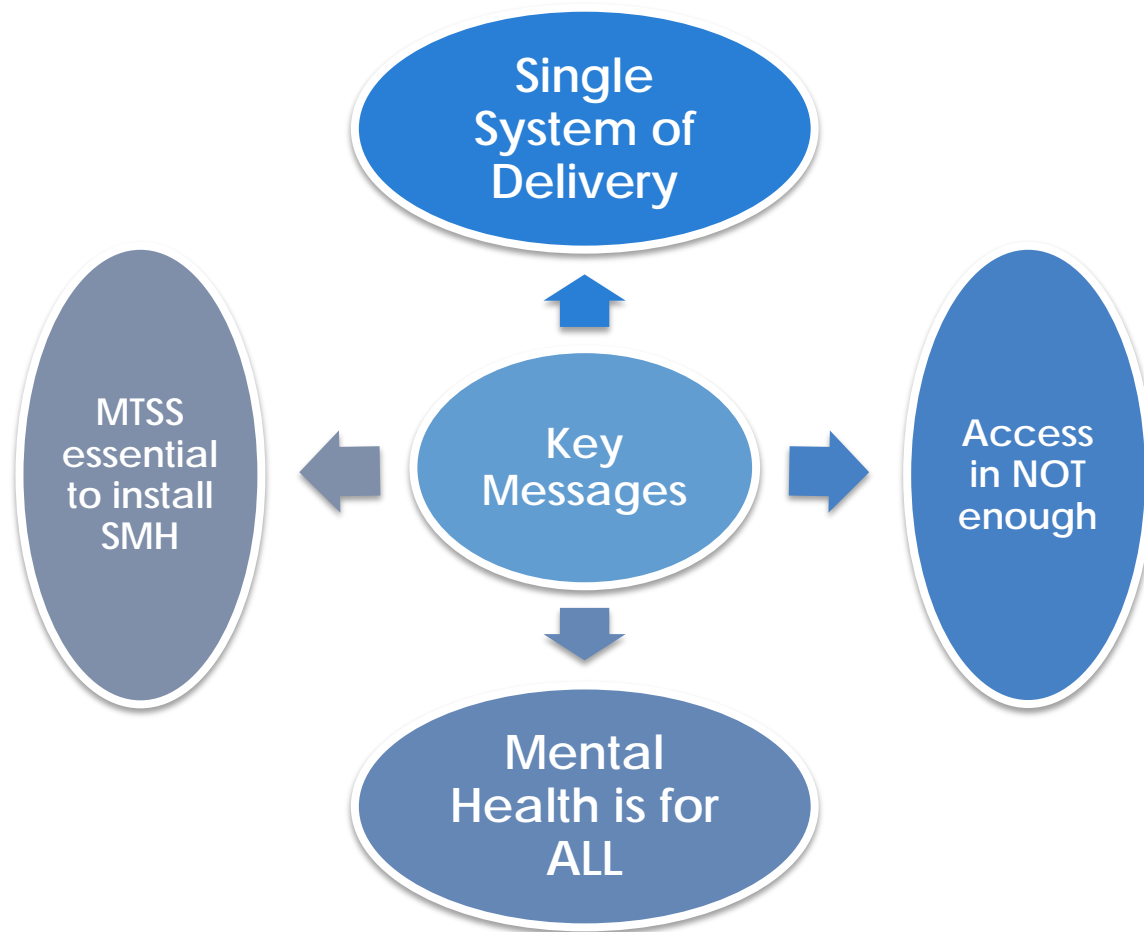 Single
System of
Delivery
MTSS
essential
to install
SMH
Key
Messages
Access
in NOT
enough
Mental
Health is for
ALL